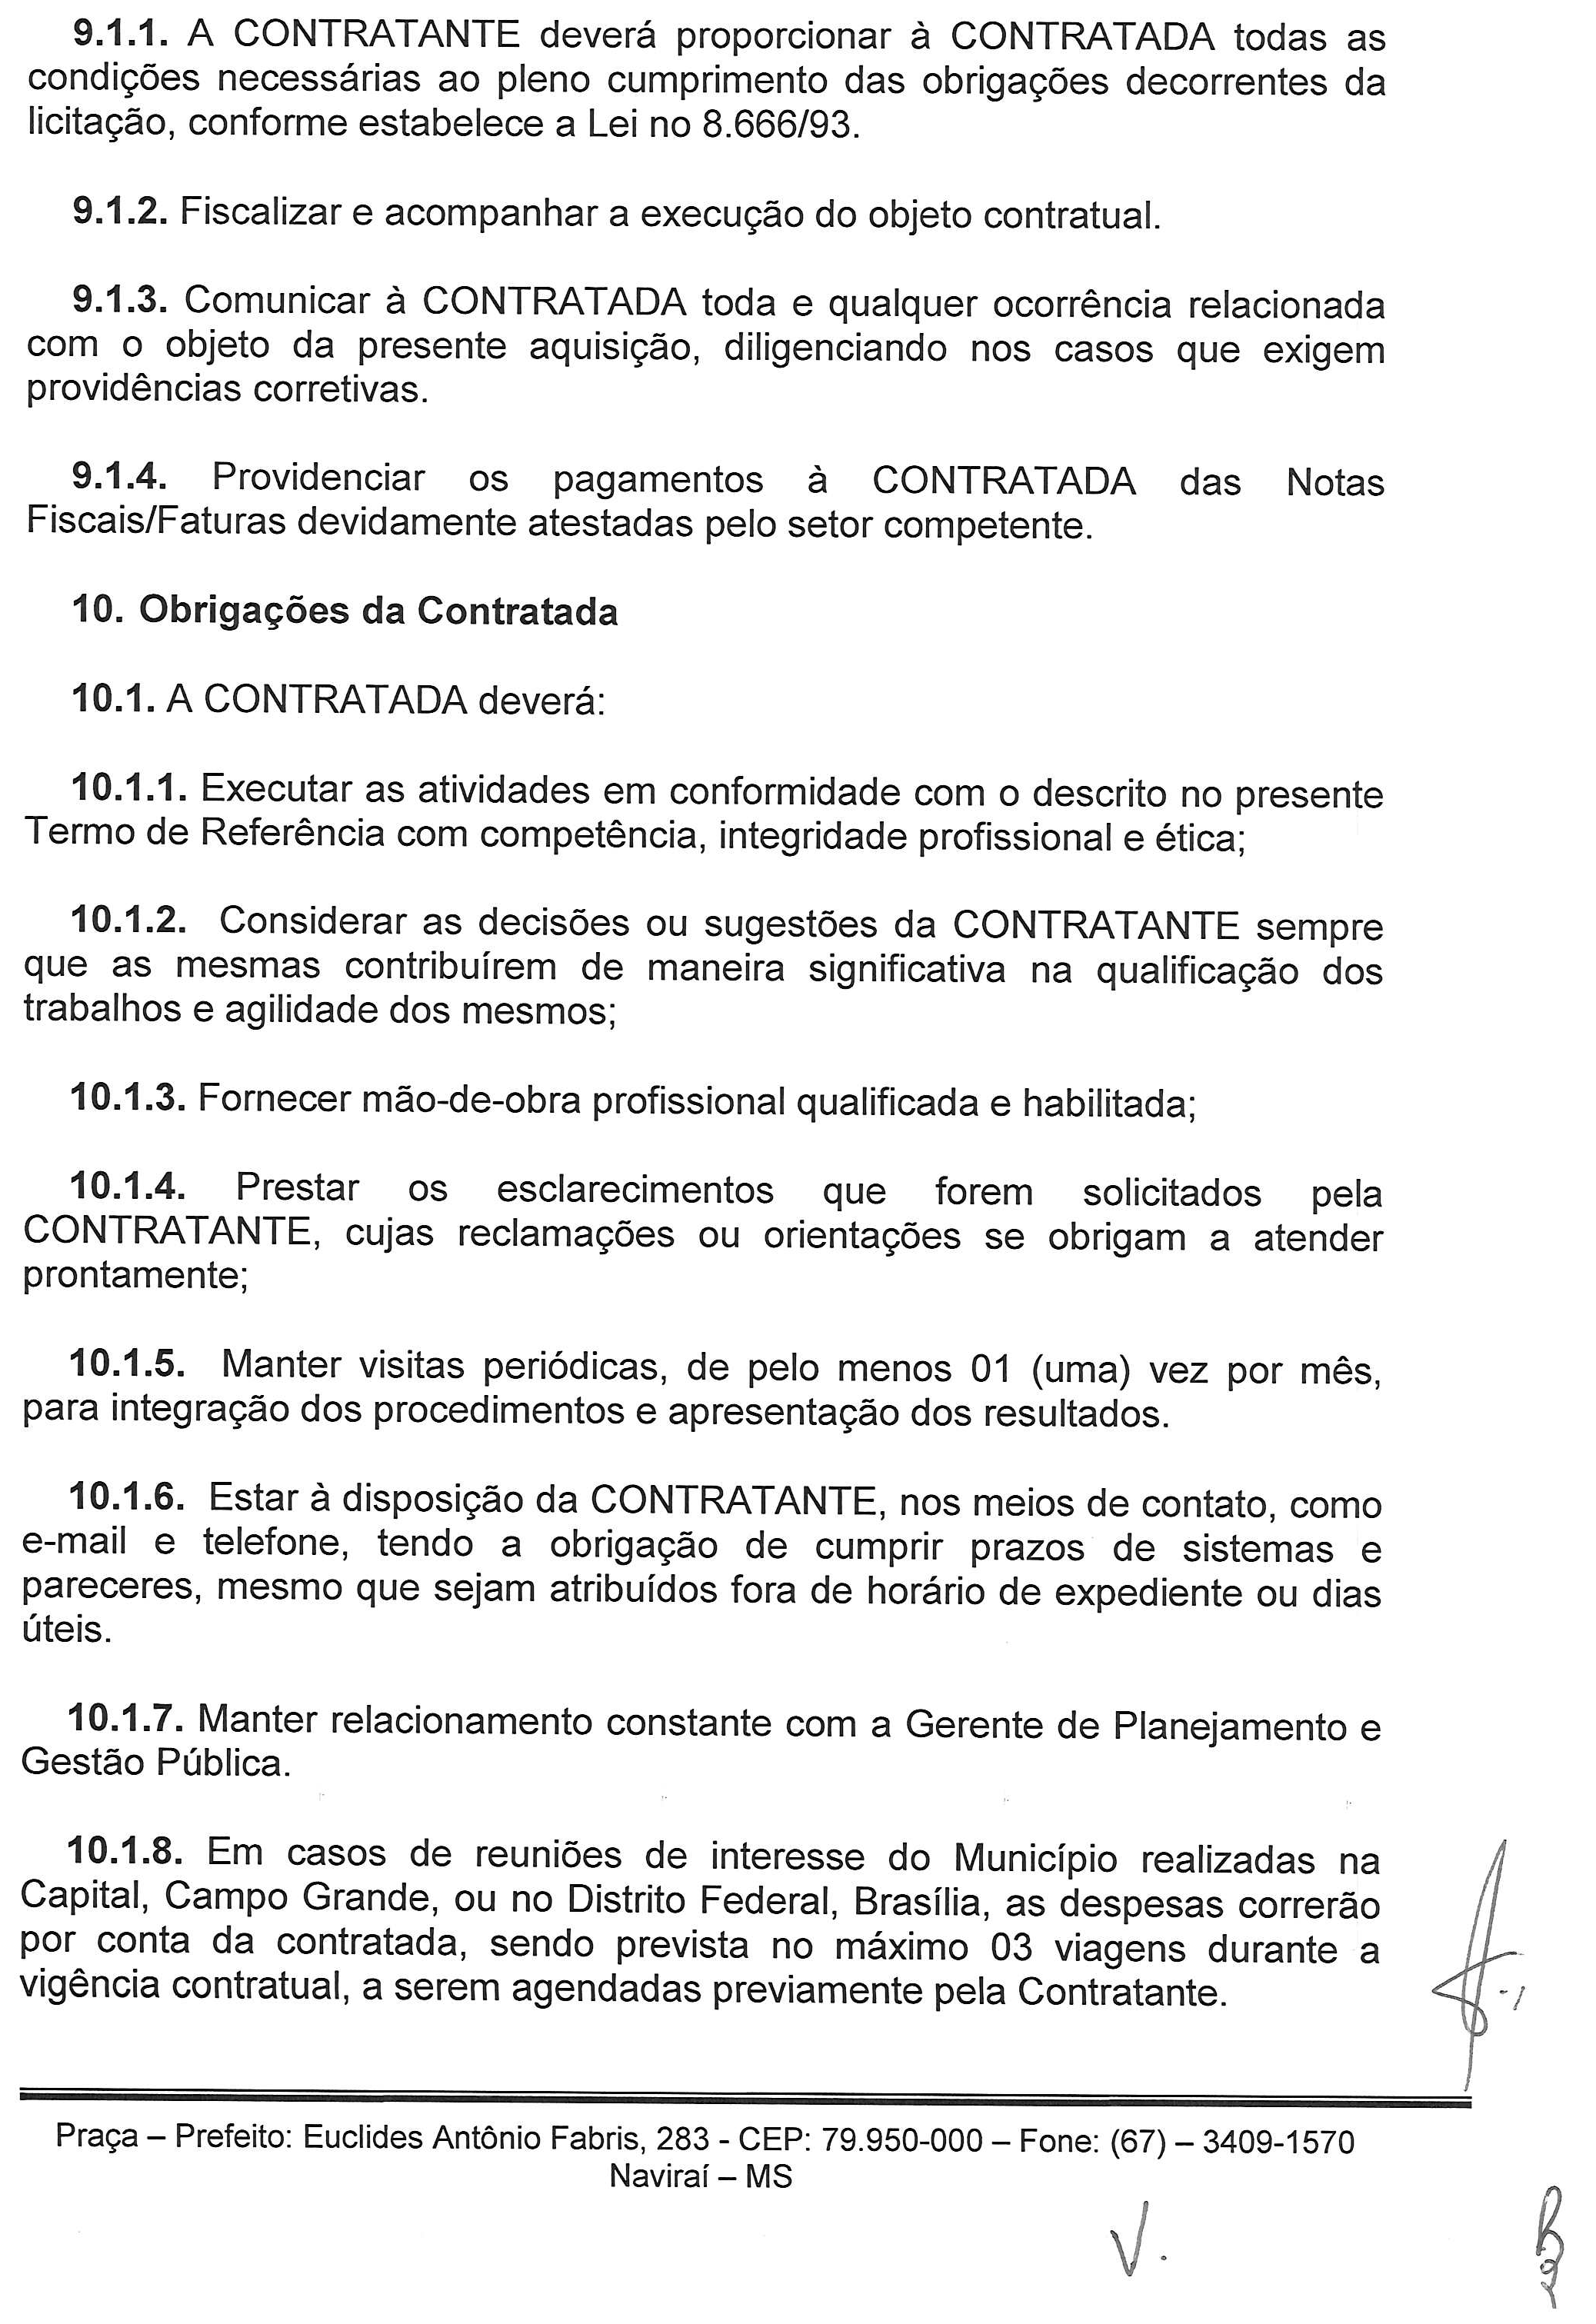 9.1.1. A CONTRATANTE deverá proporcionar à CONTRATADA todas as
condições necessárias ao pleno cumprimento das obrigações decorrentes da
licitação, conforme estabelece a Lei no 8.666/93.
9.1.2. Fiscalizar e acompanhar a execução do objeto contratual.
9.1.3. Comunicar à CONTRATADA toda e qualquer ocorrência relacionada
com o objeto da presente aquisição, diligenciando nos casos que exigem
providências corretivas.
9.1.4. Providenciar os pagamentos à CONTRATADA das Notas
Fiscais/Faturas devidamente atestadas pelo setor competente.
10. Obrigações da Contratada
10.1. A CONTRATADA deverá:
10.1.1. Executar as atividades em conformidade com o descrito no presente
Termo de Referência com competência, integridade profissional e ética;
10.1.2. Considerar as decisões ou sugestões da CONTRATANTE sempre
que as mesmas contribuírem de maneira significativa na qualificação dos
trabalhos e agilidade dos mesmos;
10.1.3. Fornecer mão-de-obra profissional qualificada e habilitada;
10.1.4. Prestar os esclarecimentos que forem solicitados pela
CONTRATANTE, cujas reclamações ou orientações se obrigam a atender
prontamente;
10.1.5. Manter visitas periódicas, de pelo menos 01 (uma) vez por mês,
para integração dos procedimentos e apresentação dos resultados.
10.1.6. Estar à disposição da CONTRATANTE, nos meios de contato, como
e-mail e telefone, tendo a obrigação de cumprir prazos de sistemas e
pareceres, mesmo que sejam atribuídos fora de horário de expediente ou dias
úteis.
10.1.7. Manter relacionamento constante com a Gerente de Planejamento e
Gestão Pública.
10.1.8. Em casos de reuniões de interesse do Município realizadas na
Capital, Campo Grande, ou no Distrito Federal, Brasília, as despesas correrão
por conta da contratada, sendo prevista no máximo 03 viagens durante a
vigência contratual, a serem agendadas previamente pela Contratante.
Praça – Prefeito: Euclides Antônio Fabris, 283 - CEP: 79.950-000 – Fone: (67) – 3409-1570
Naviraí – MS
V.